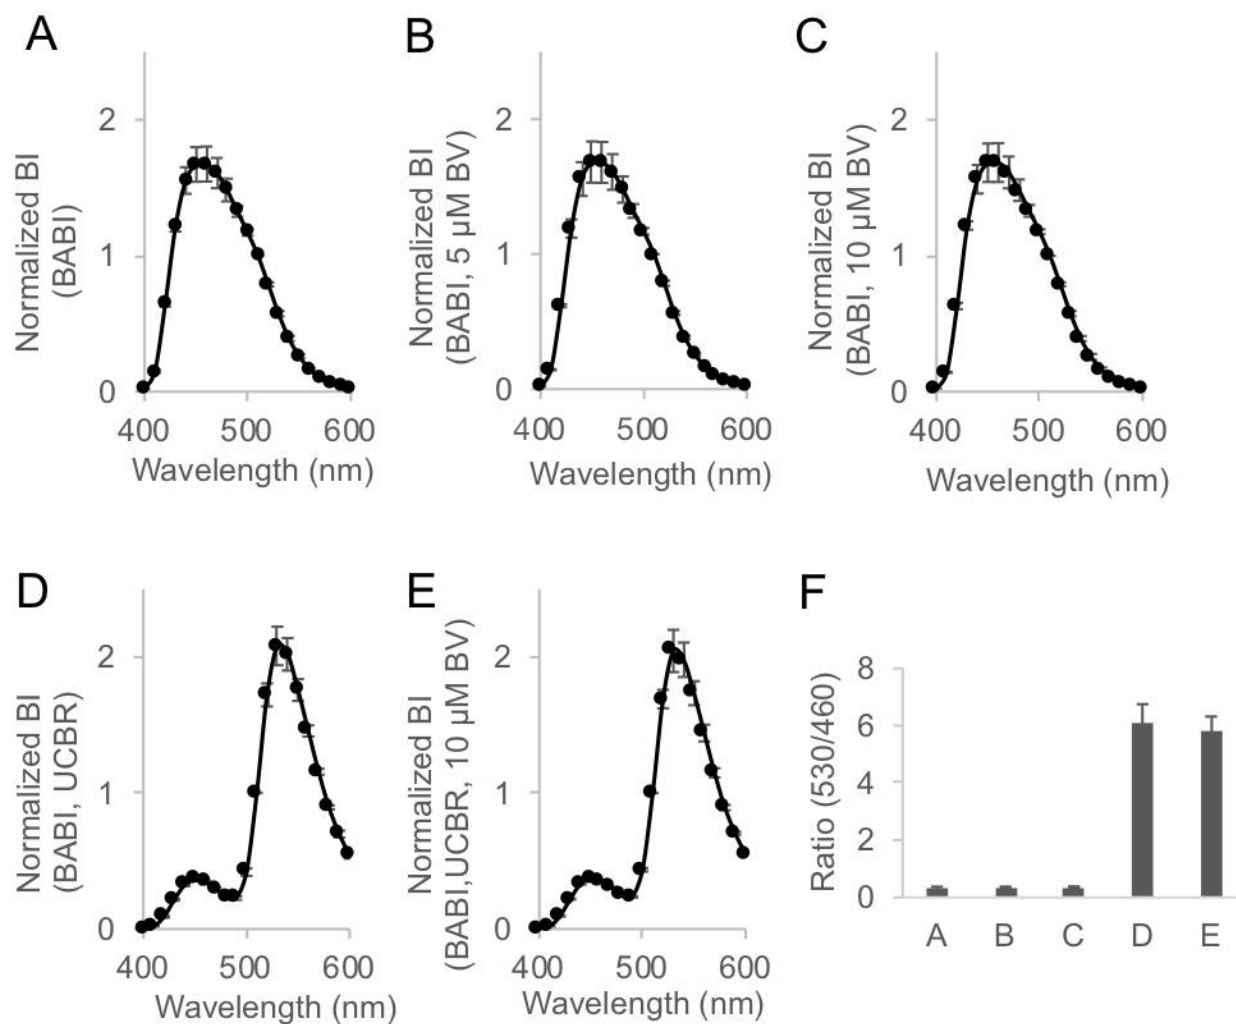 A
Normalized BI
(BABI)
2
1
0
400 500 600
Wavelength (nm)
B
Normalized BI
(BABI, 5 µM BV)
2
1
0
400 500 600
Wavelength (nm)
C
Normalized BI
(BABI, 10 µM BV)
2
1
0
400 500 600
Wavelength (nm)
D
Normalized BI
(BABI, UCBR)
2
1
0
400 500 600
Wavelength (nm)
E
Normalized BI
(BABI,UCBR, 10 µM BV)
2
1
0
400 500 600
Wavelength (nm)
F
Ratio (530/460)
8
6
4
2
0
A B C D E